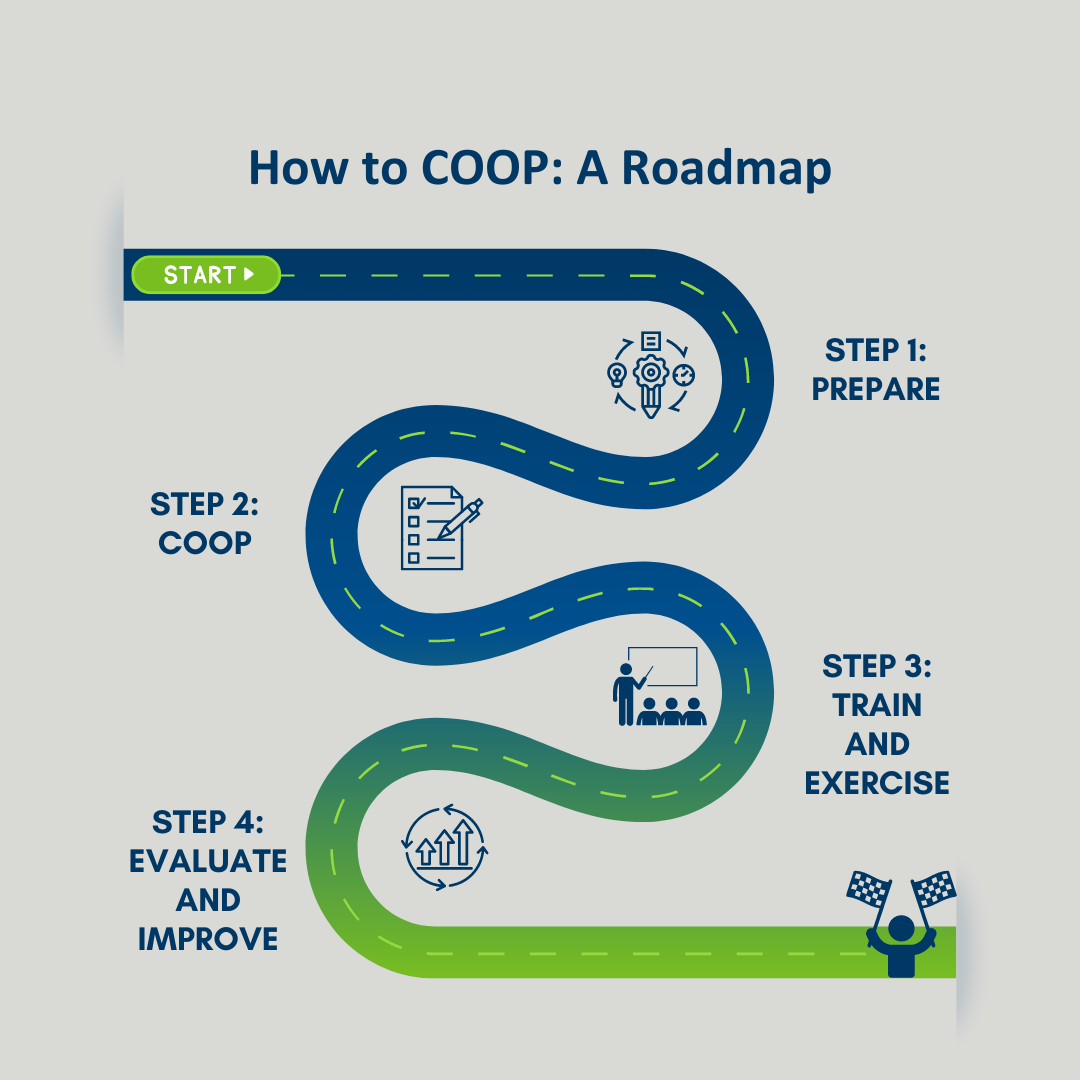 How to COOP: A Roadmap
START
STEP 1:
PREPARE
STEP 2:
COOP
STEP 3:
TRAIN
AND
EXERCISE
STEP 4:
EVALUATE
AND
IMPROVE